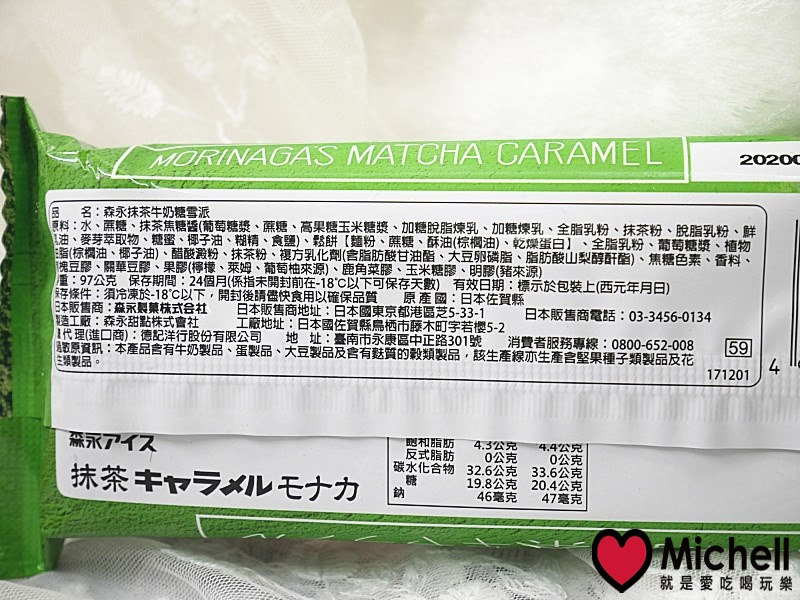 MORINAGA'S MATCHA CARAMEL
品 名：森永抹茶牛奶糖雪派
原料：水、蔗糖、抹茶焦糖醬(葡萄糖漿、蔗糖、高果糖玉米糖漿、加糖脫脂煉乳、加糖煉乳、全脂乳粉、抹茶粉、脫脂乳粉、鮮
乳油、麥芽萃取物、糖蜜、椰子油、糊精、食鹽)、鬆餅【麵粉、蔗糖、酥油(棕櫚油)、乾燥蛋白】、全脂乳粉、葡萄糖漿、植物
油脂(棕櫚油、椰子油)、醋酸澱粉、抹茶粉、複方乳化劑(含脂肪酸甘油酯、大豆卵磷脂、脂肪酸山梨醇酐酯)、焦糖色素、香料、
槐豆膠、關華豆膠、果膠(檸檬、萊姆、葡萄柚來源)、鹿角菜膠、玉米糖膠、明膠(豬來源)
重：97公克 保存期間：24個月(係指未開封前在-18℃以下可保存天數) 有效日期：標示於包裝上(西元年月日)
保存條件：須冷凍於-18℃以下，開封後請儘快食用以確保品質 原產國：日本佐賀縣
日本販售商：森永製菓株式会社 日本販售商地址：日本國東京都港區芝5-33-1 日本販售商電話：03-3456-0134
製造工廠：森永甜點株式會社 工廠地址：日本國佐賀縣鳥栖市藤木町字若櫻5-2
代理(進口商)：德記洋行股份有限公司 地 址：臺南市永康區中正路301號 消費者服務專線：0800-652-008
過敏原資訊：本產品含有牛奶製品、蛋製品、大豆製品及含有麩質的穀類製品，該生產線亦生產含堅果種子類製品及花
生類製品。
59
171201
4
森永アイス
抹茶キャラメルモナカ
飽和脂肪 4.3公克 4.4公克
反式脂肪 0公克 0公克
碳水化合物 32.6公克 33.6公克
糖 19.8公克 20.4公克
鈉 46毫克 47毫克
Michell
就是愛吃喝玩樂